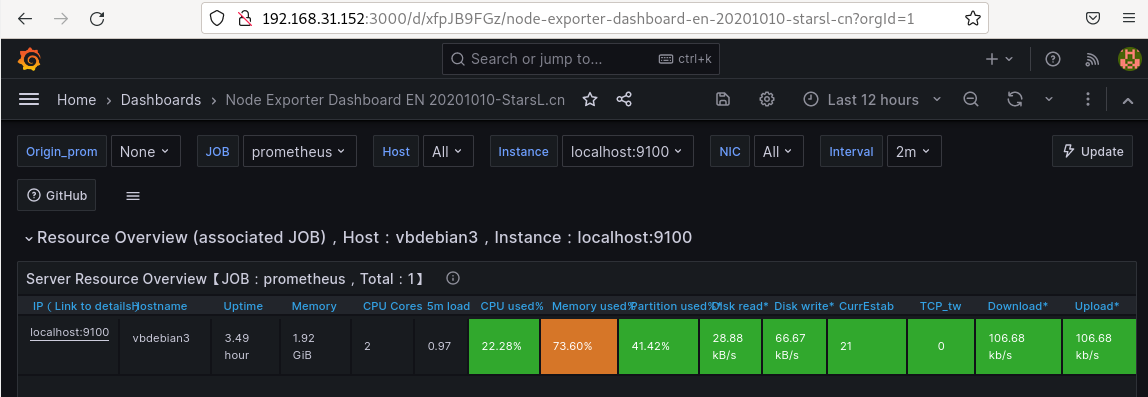 192.168.31.152:3000/d/xfpJB9FGz/node-exporter-dashboard-en-20201010-starsl-cn?orgId=1
Search or jump to... ctrl+k
Home › Dashboards › Node Exporter Dashboard EN 20201010-StarsL.cn Last 12 hours
Origin_prom None JOB prometheus Host All Instance localhost:9100 NIC All Interval 2m Update
GitHub
Resource Overview (associated JOB) , Host : vbdebian3 , Instance : localhost:9100
Server Resource Overview【JOB : prometheus , Total : 1】
IP ( Link to details) Hostname Uptime Memory CPU Cores 5m load CPU used% Memory used% Partition used%* Disk read* Disk write* CurrEstab TCP_tw Download* Upload*
localhost:9100 vbdebian3 3.49 hour 1.92 GiB 2 0.97 22.28% 73.60% 41.42% 28.88 kB/s 66.67 kB/s 21 0 106.68 kb/s 106.68 kb/s